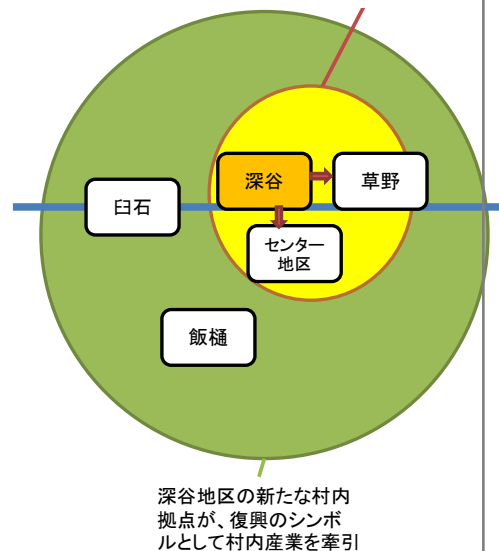 深谷
草野
臼石
センター
地区
飯樋
深谷地区の新たな村内
拠点が、復興のシンボ
ルとして村内産業を牽引